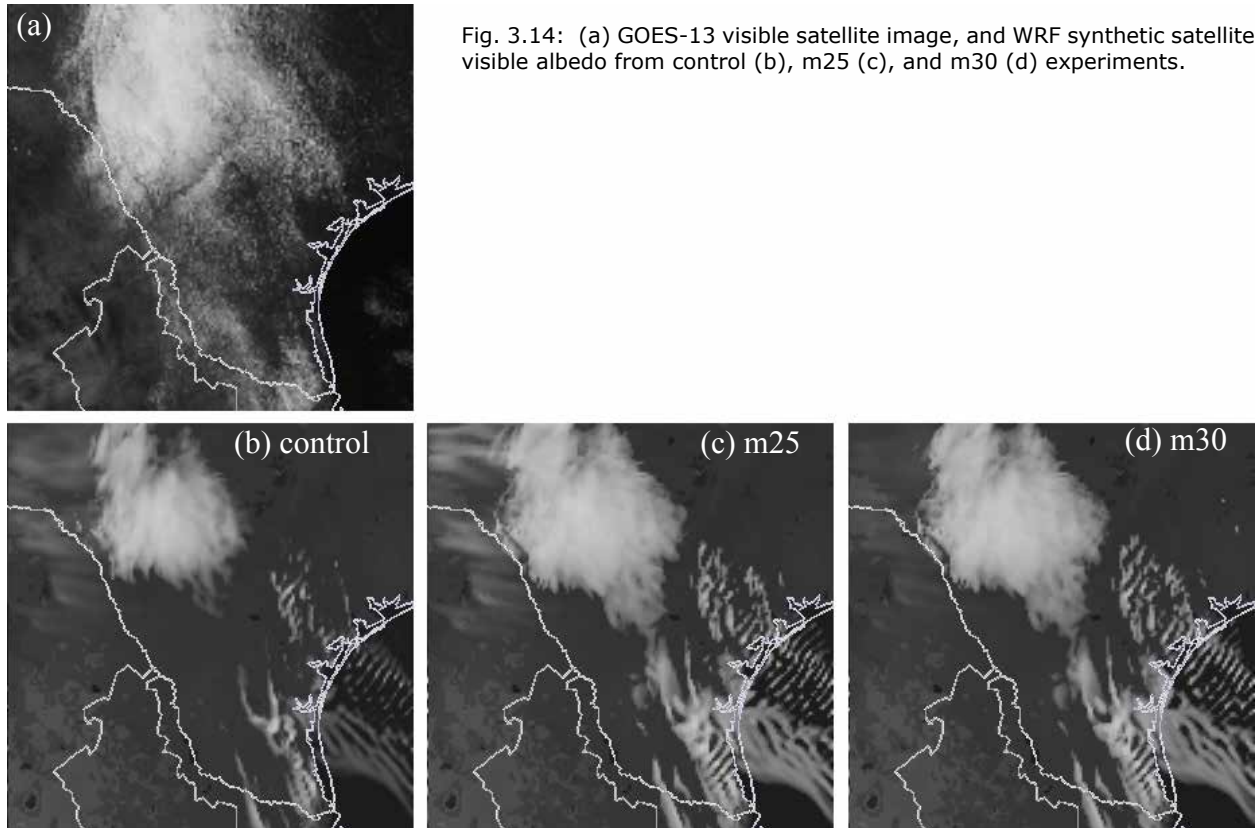 (a)
Fig. 3.14: (a) GOES-13 visible satellite image, and WRF synthetic satellite
visible albedo from control (b), m25 (c), and m30 (d) experiments.
(b) control
(c) m25
(d) m30